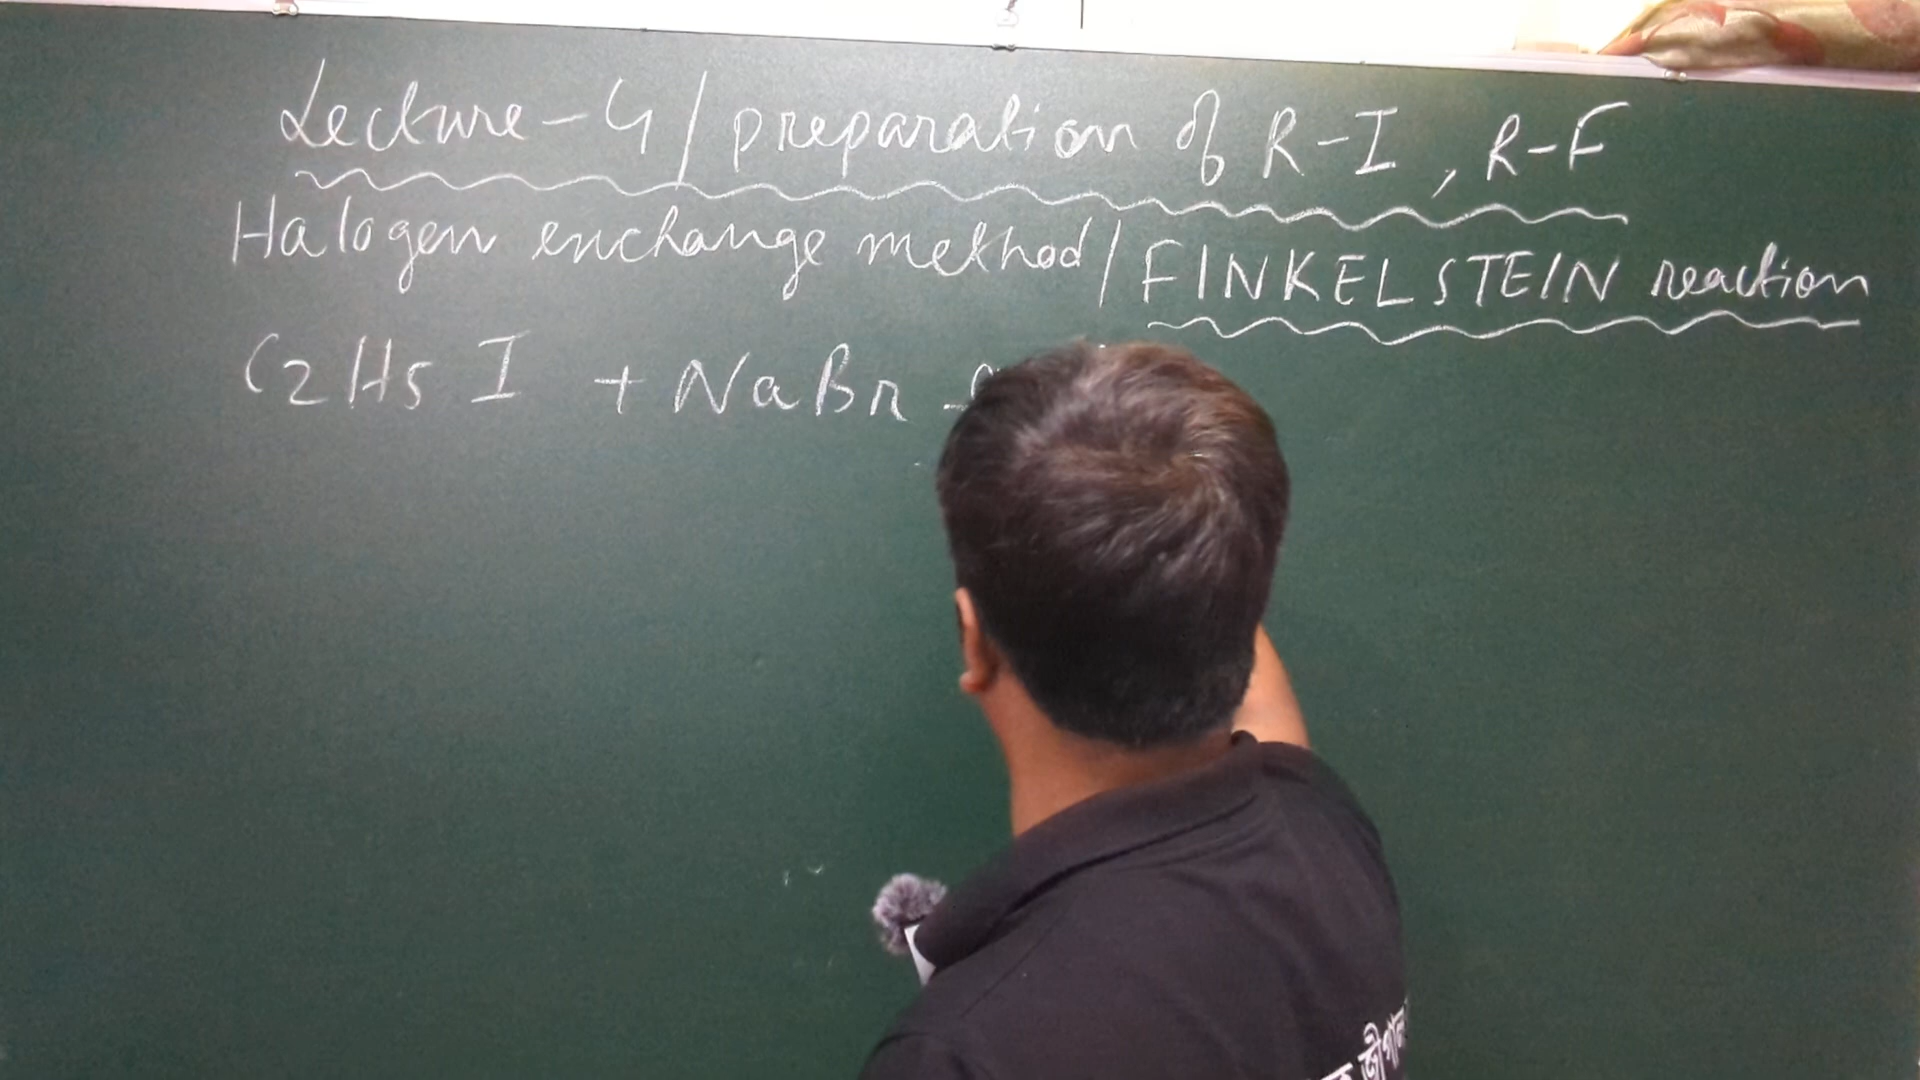 Lecture-4/preparation of R-I, R-F
Halogen exchange method/FINKELSTEIN reaction
C2H5 I + NaBr